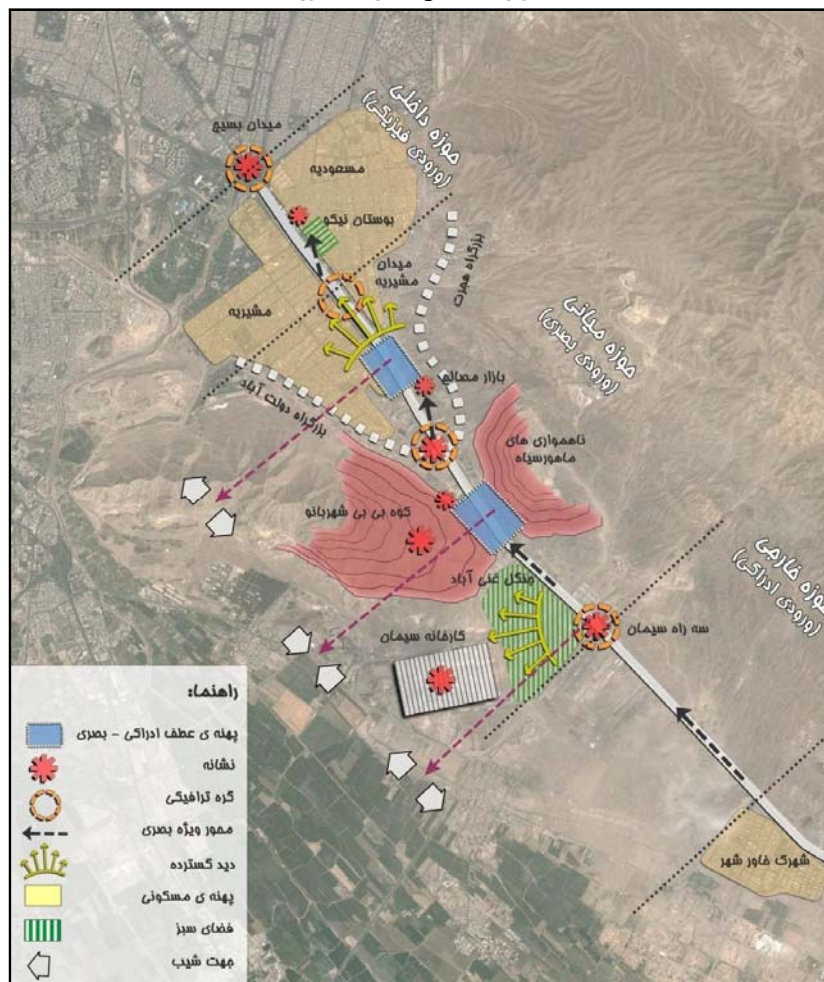 میدان بسیج
حوزه داخلی
(ورودی فیزیکی)
مسعودیه
بوستان نیکو
بزرگراه هجرت
میدان
مشیریه
مشیریه
حوزه میانی
(ورودی بصری)
بازار مصالح
بزرگراه دولت آباد
ناهمواری های
ماهورسیاه
کوه بی بی شهربانو
حوزه خارجی
(ورودی ادراکی)
جنگل غنی آباد
سه راه سیمان
کارخانه سیمان
شهرک خاور شهر
راهنما:
پهنه ی عطف ادراکی - بصری
نشانه
گره ترافیکی
محور ویژه بصری
دید گسترده
پهنه ی مسکونی
فضای سبز
جهت شیب